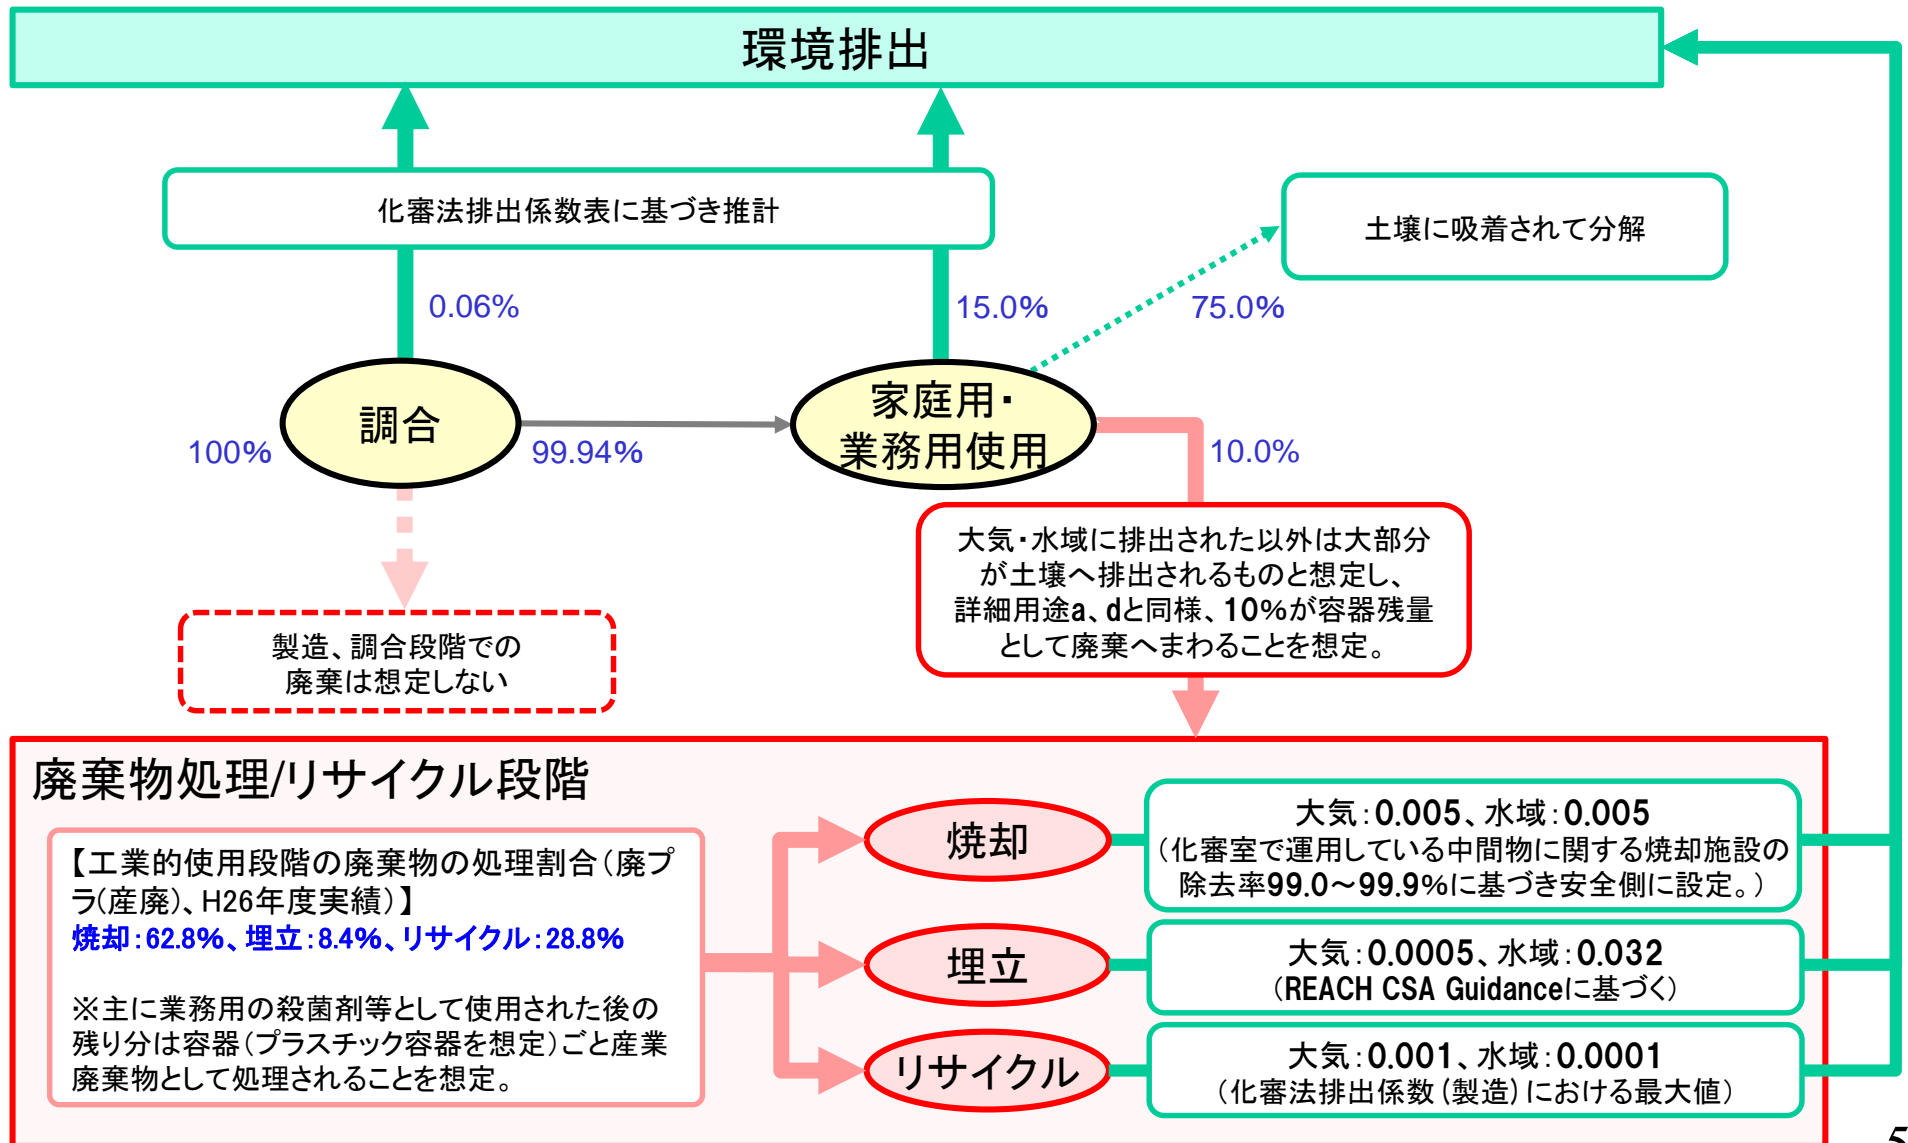 環境排出
化審法排出係数表に基づき推計
土壌に吸着されて分解
0.06%
15.0%
75.0%
調合
家庭用・
業務用使用
100%
99.94%
10.0%
大気・水域に排出された以外は大部分
が土壌へ排出されるものと想定し、
詳細用途a、dと同様、10%が容器残量
として廃棄へまわることを想定。
製造、調合段階での
廃棄は想定しない
廃棄物処理/リサイクル段階
【工業的使用段階の廃棄物の処理割合（廃プ
ラ(産廃)、H26年度実績）】
焼却：62.8%、埋立：8.4%、リサイクル：28.8%
※主に業務用の殺菌剤等として使用された後の
残り分は容器（プラスチック容器を想定）ごと産業
廃棄物として処理されることを想定。
焼却
大気：0.005、水域：0.005
（化審室で運用している中間物に関する焼却施設の
除去率99.0～99.9%に基づき安全側に設定。）
埋立
大気：0.0005、水域：0.032
（REACH CSA Guidanceに基づく）
リサイクル
大気：0.001、水域：0.0001
（化審法排出係数（製造）における最大値）
5